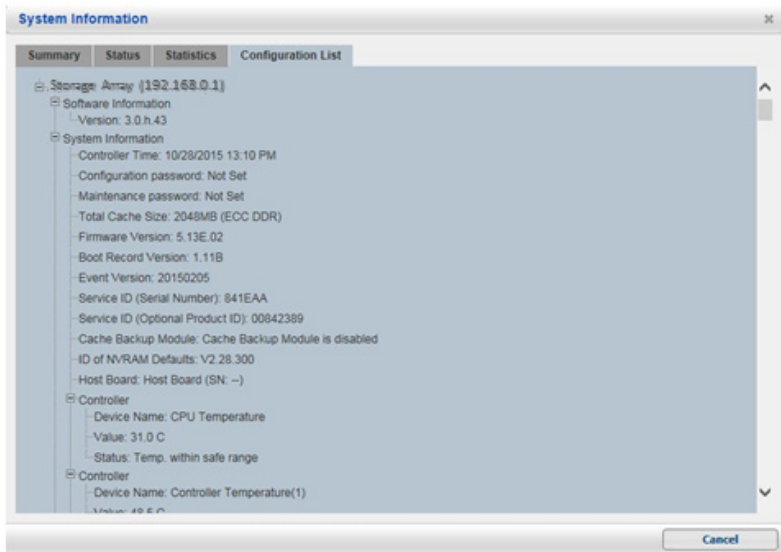 System Information
Summary Status Statistics Configuration List
Storage Array (192.168.0.1)
Software Information
Version: 3.0.h.43
System Information
Controller Time: 10/28/2015 13:10 PM
Configuration password: Not Set
Maintenance password: Not Set
Total Cache Size: 2048MB (ECC DDR)
Firmware Version: 5.13E.02
Boot Record Version: 1.11B
Event Version: 20150205
Service ID (Serial Number): 841EAA
Service ID (Optional Product ID): 00842389
Cache Backup Module: Cache Backup Module is disabled
ID of NVRAM Defaults: V2.28.300
Host Board: Host Board (SN: --)
Controller
Device Name: CPU Temperature
Value: 31.0 C
Status: Temp. within safe range
Controller
Device Name: Controller Temperature(1)
Value: 48.5 C
Cancel